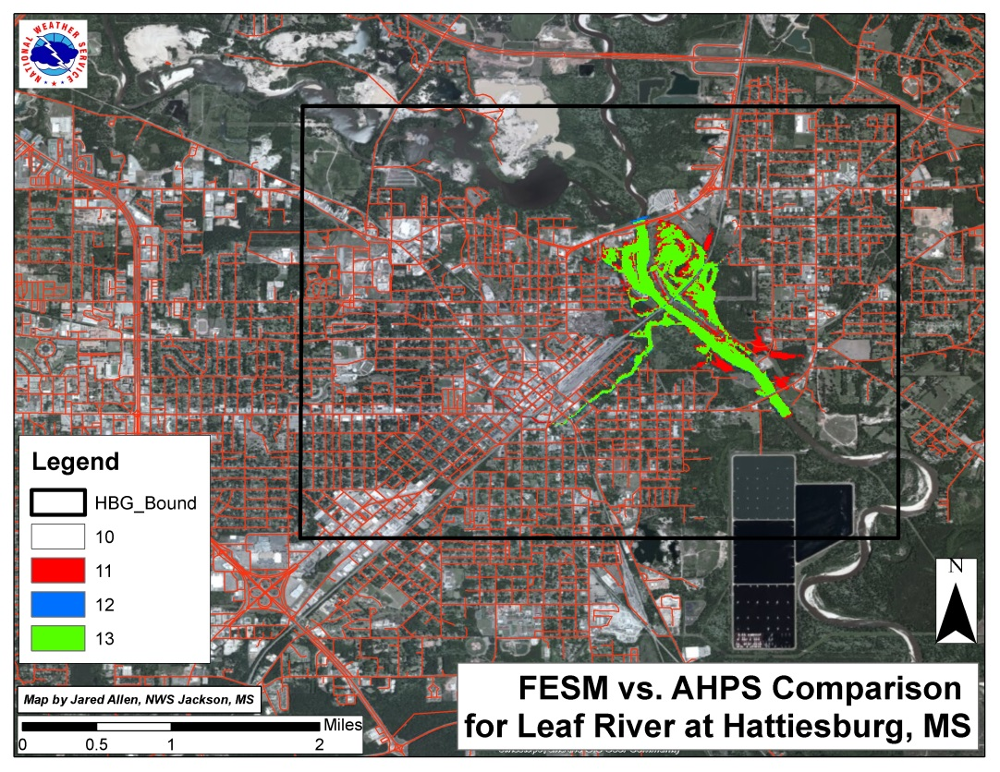 NATIONAL WEATHER SERVICE
Legend
HBG_Bound
10
11
12
13
N
Map by Jared Allen, NWS Jackson, MS
Miles
0 0.5 1 2
FESM vs. AHPS Comparison
for Leaf River at Hattiesburg, MS